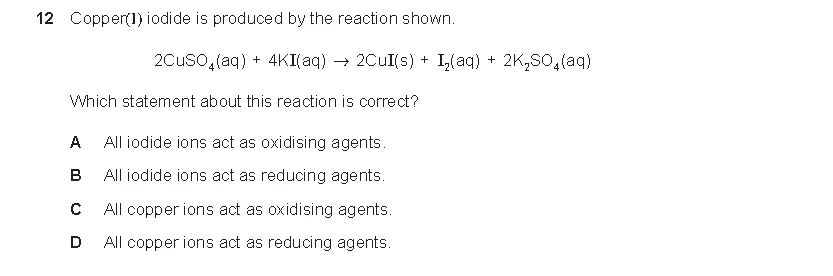 12 Copper(I) iodide is produced by the reaction shown.
2CuSO₄(aq) + 4KI(aq) → 2CuI(s) + I₂(aq) + 2K₂SO₄(aq)
Which statement about this reaction is correct?
A All iodide ions act as oxidising agents.
B All iodide ions act as reducing agents.
C All copper ions act as oxidising agents.
D All copper ions act as reducing agents.